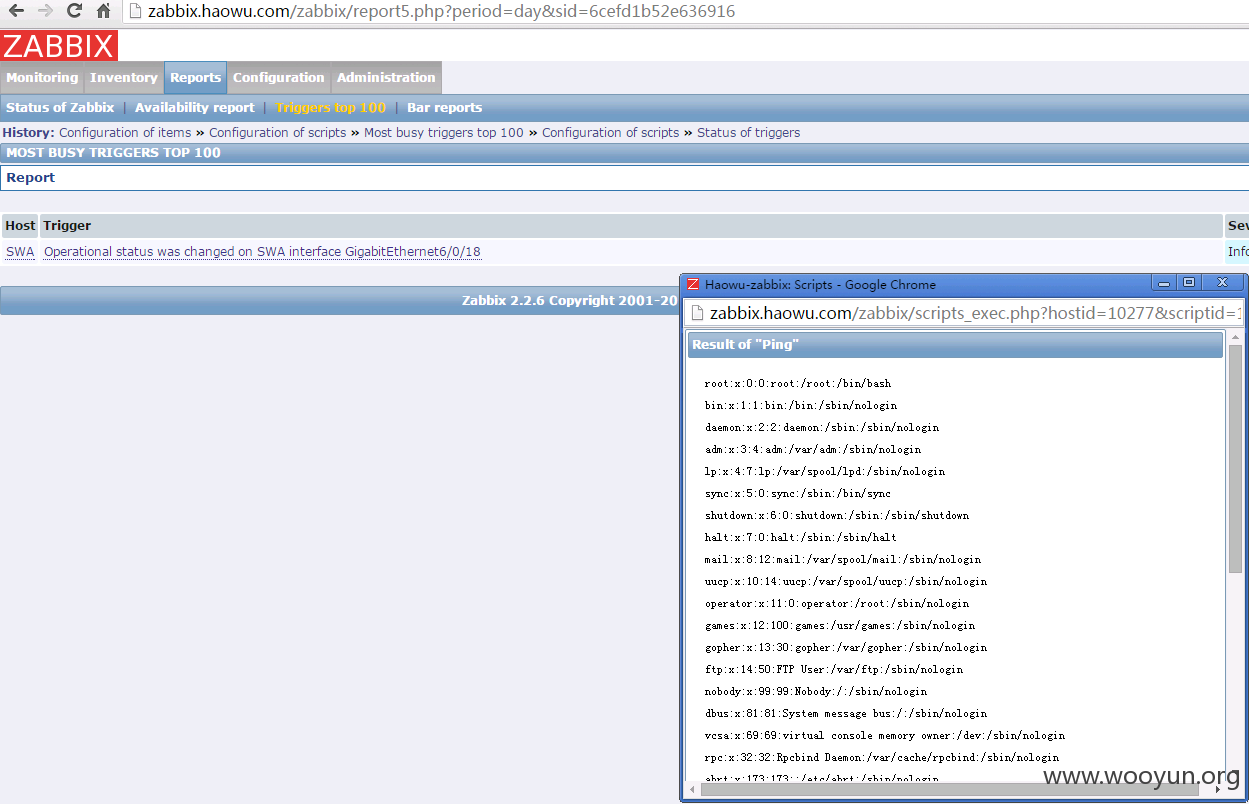 zabbix.haowu.com/zabbix/report5.php?period=day&sid=6cefd1b52e636916
ZABBIX
Monitoring Inventory Reports Configuration Administration
Status of Zabbix | Availability report | Triggers top 100 | Bar reports
History: Configuration of items » Configuration of scripts » Most busy triggers top 100 » Configuration of scripts » Status of triggers
MOST BUSY TRIGGERS TOP 100
Report
Host Trigger Sev
SWA Operational status was changed on SWA interface GigabitEthernet6/0/18 Info
Zabbix 2.2.6 Copyright 2001-20
Haowu-zabbix: Scripts - Google Chrome
zabbix.haowu.com/zabbix/scripts_exec.php?hostid=10277&scriptid=1
Result of "Ping"
root:x:0:0:root:/root:/bin/bash
bin:x:1:1:bin:/bin:/sbin/nologin
daemon:x:2:2:daemon:/sbin:/sbin/nologin
adm:x:3:4:adm:/var/adm:/sbin/nologin
lp:x:4:7:lp:/var/spool/lpd:/sbin/nologin
sync:x:5:0:sync:/sbin:/bin/sync
shutdown:x:6:0:shutdown:/sbin:/sbin/shutdown
halt:x:7:0:halt:/sbin:/sbin/halt
mail:x:8:12:mail:/var/spool/mail:/sbin/nologin
uucp:x:10:14:uucp:/var/spool/uucp:/sbin/nologin
operator:x:11:0:operator:/root:/sbin/nologin
games:x:12:100:games:/usr/games:/sbin/nologin
gopher:x:13:30:gopher:/var/gopher:/sbin/nologin
ftp:x:14:50:FTP User:/var/ftp:/sbin/nologin
nobody:x:99:99:Nobody:/:/sbin/nologin
dbus:x:81:81:System message bus:/:/sbin/nologin
vcsa:x:69:69:virtual console memory owner:/dev:/sbin/nologin
rpc:x:32:32:Rpcbind Daemon:/var/cache/rpcbind:/sbin/nologin
abrt:x:173:173::/etc/abrt:/sbin/nologin
www.wooyun.org